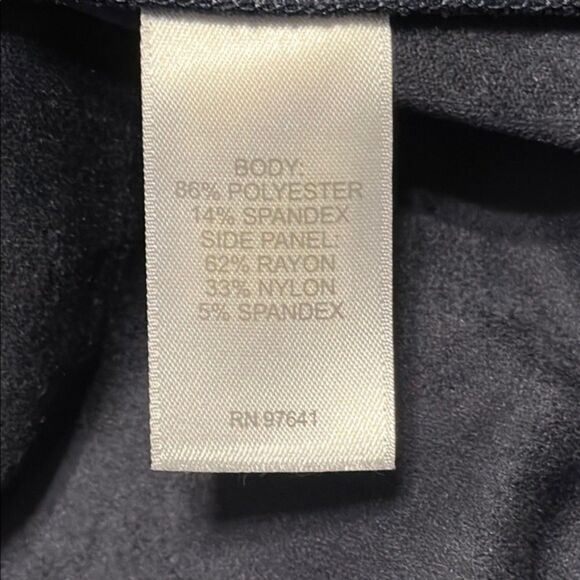 BODY:
86% POLYESTER
14% SPANDEX
SIDE PANEL:
62% RAYON
33% NYLON
5% SPANDEX
RN 97641